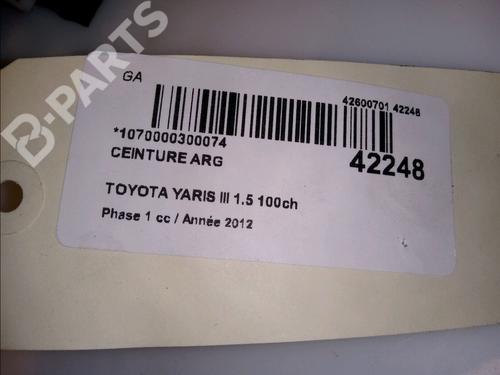 B-PARTS
GA
42600701 42248
*1070000300074
42248
CEINTURE ARG
TOYOTA YARIS III 1.5 100ch
Phase 1 cc / Année 2012